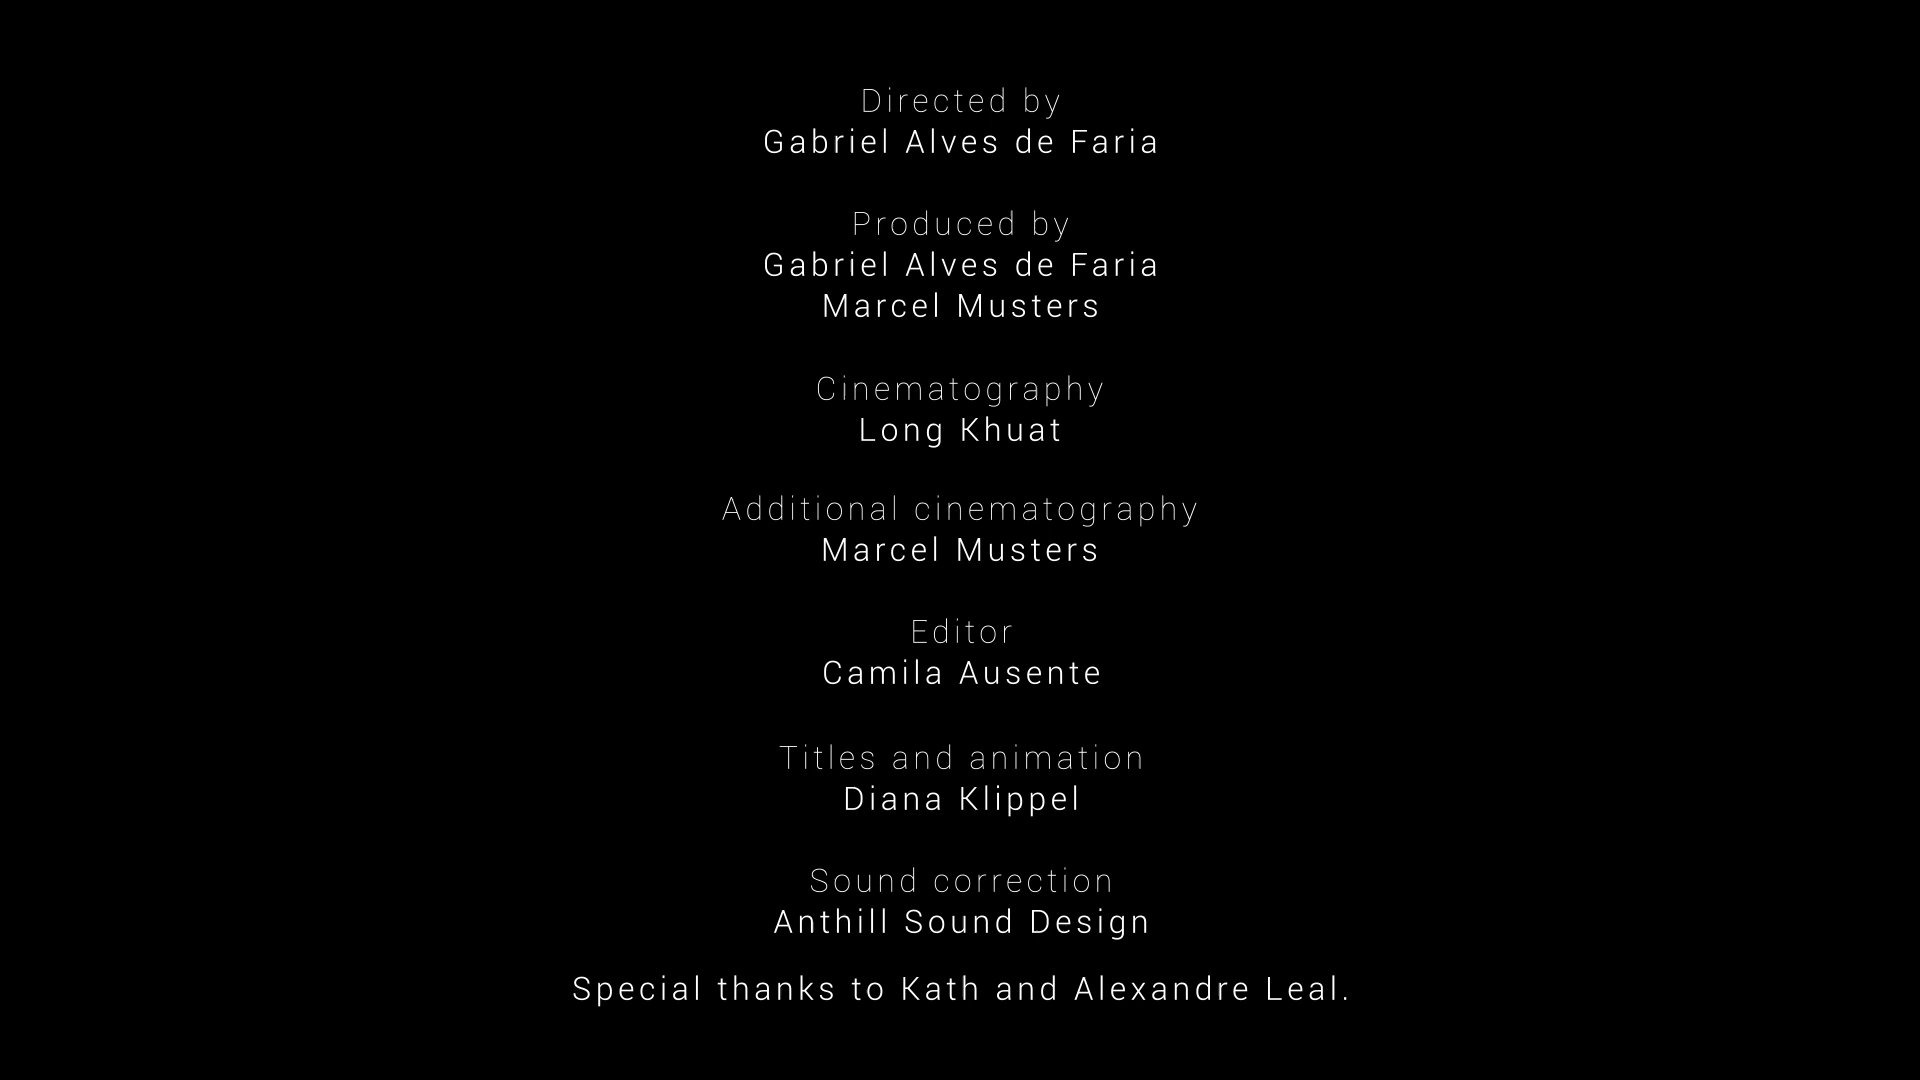 Directed by
Gabriel Alves de Faria
Produced by
Gabriel Alves de Faria
Marcel Musters
Cinematography
Long Khuat
Additional cinematography
Marcel Musters
Editor
Camila Ausente
Titles and animation
Diana Klippel
Sound correction
Anthill Sound Design
Special thanks to Kath and Alexandre Leal.